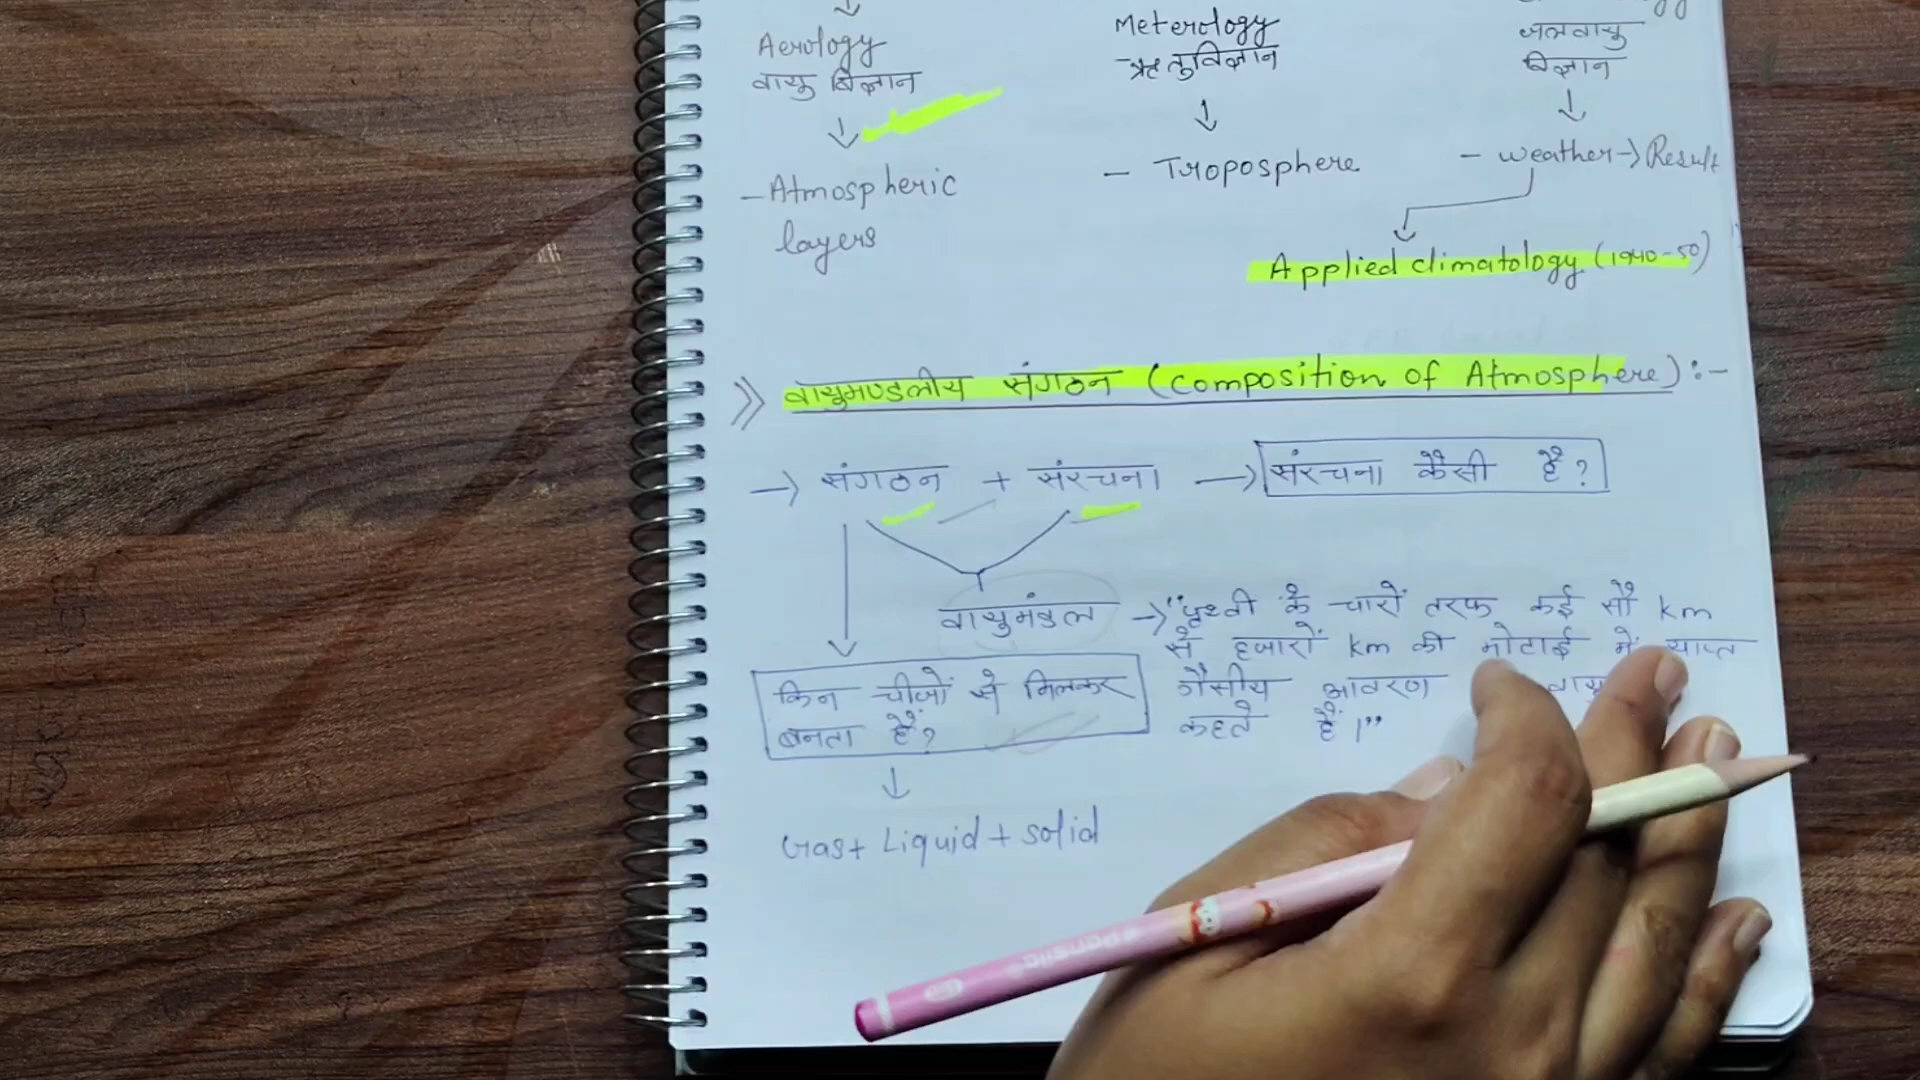 Aerology
वायु विज्ञान
- Atmospheric
layers
Meterology
ऋतुविज्ञान
- Troposphere
जलवायु
विज्ञान
- weather → Result
Applied climatology (1940-50)
» वायुमण्डलीय संगठन (Composition of Atmosphere) :-
→ संगठन + संरचना → संरचना कैसी है?
वायुमंडल → "पृथ्वी के चारों तरफ कई सौ km
से हजारों km की मोटाई में व्याप्त
गैसीय आवरण
कहते हैं।"
किन चीजों से मिलकर
बनता है?
Gas + Liquid + Solid